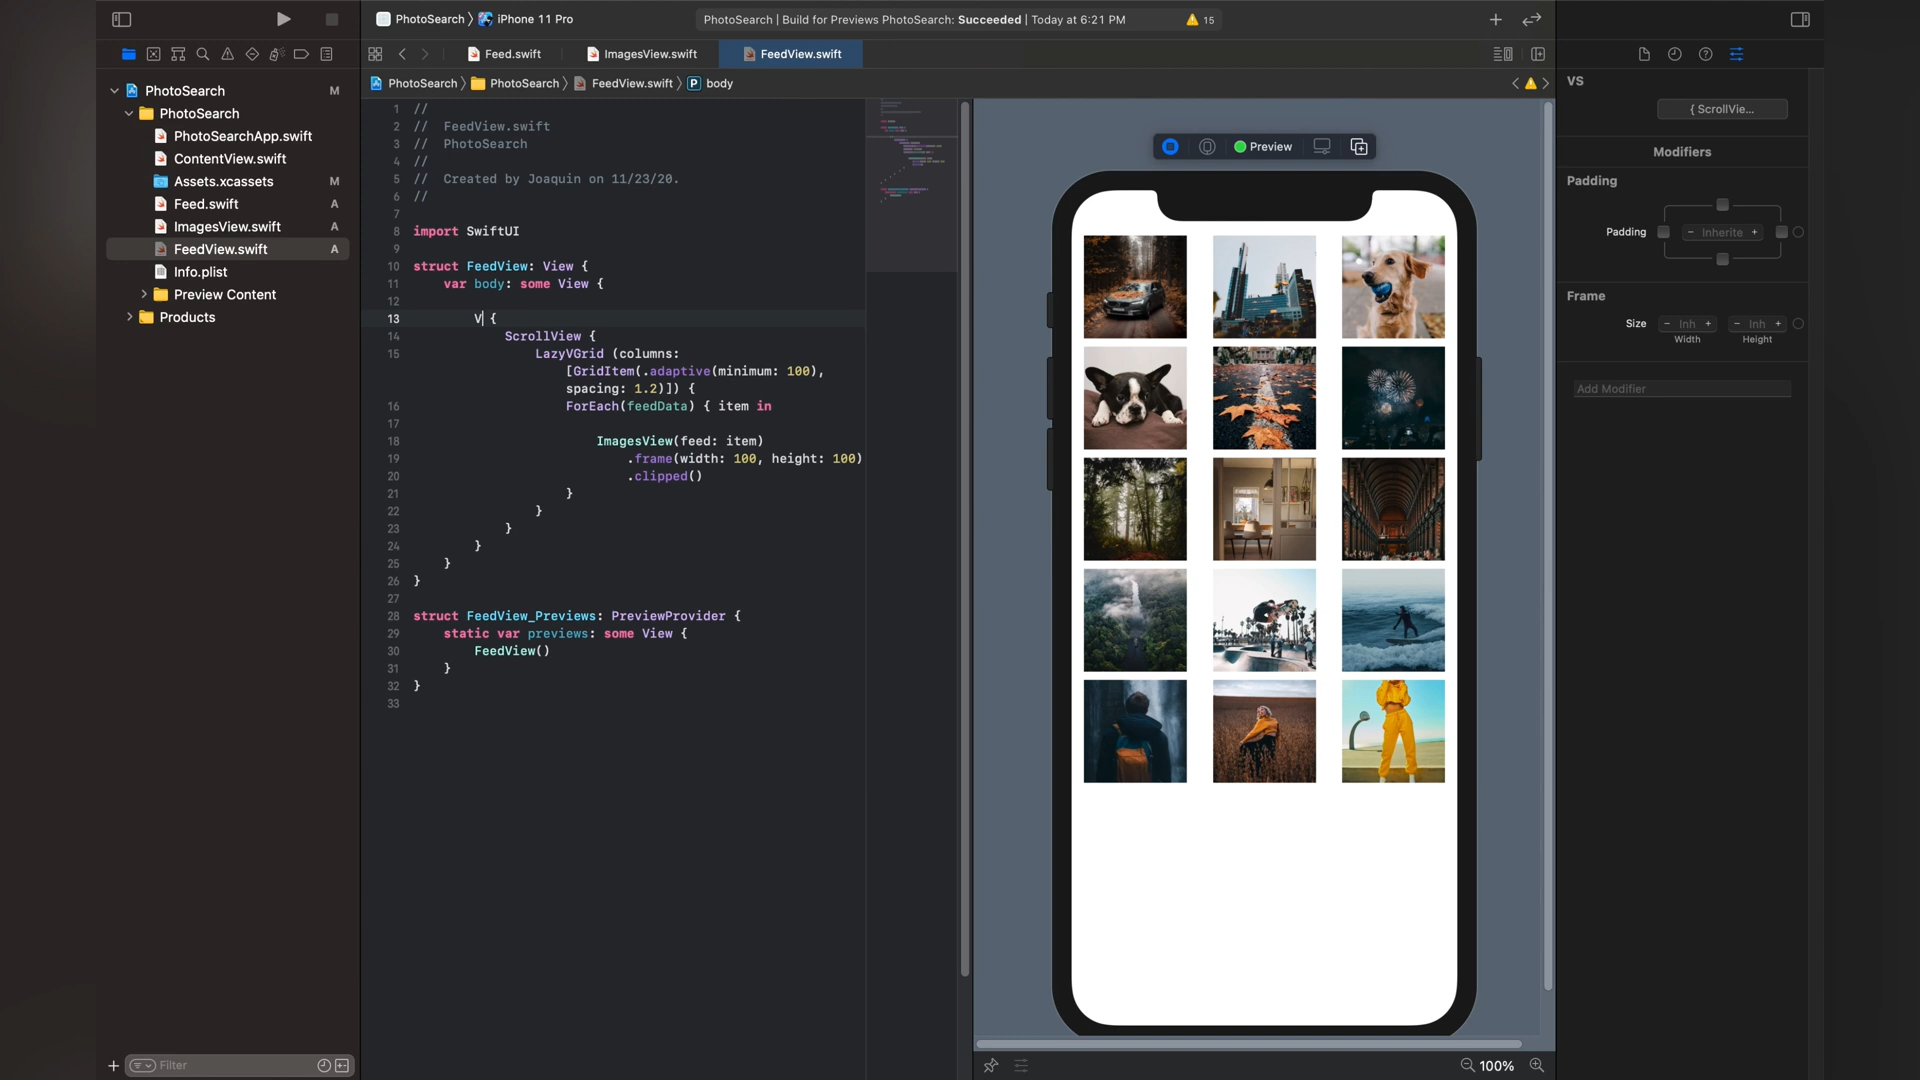 PhotoSearch
iPhone 11 Pro
PhotoSearch | Build for Previews PhotoSearch: Succeeded | Today at 6:21 PM
15
Feed.swift
ImagesView.swift
FeedView.swift
PhotoSearch
PhotoSearch
FeedView.swift
P body
PhotoSearch M
PhotoSearch
PhotoSearchApp.swift
ContentView.swift
Assets.xcassets M
Feed.swift A
ImagesView.swift A
FeedView.swift A
Info.plist
Preview Content
Products
Filter
1 //
2 // FeedView.swift
3 // PhotoSearch
4 //
5 // Created by Joaquin on 11/23/20.
6 //
7
8 import SwiftUI
9
10 struct FeedView: View {
11 var body: some View {
12
13 V {
14 ScrollView {
15 LazyVGrid (columns:
[GridItem(.adaptive(minimum: 100),
spacing: 1.2)]) {
16 ForEach(feedData) { item in
17
18 ImagesView(feed: item)
19 .frame(width: 100, height: 100)
20 .clipped()
21 }
22 }
23 }
24 }
25 }
26 }
27
28 struct FeedView_Previews: PreviewProvider {
29 static var previews: some View {
30 FeedView()
31 }
32 }
33
Preview
100%
VS
{ ScrollVie...
Modifiers
Padding
Padding
− Inherite +
Frame
Size
− Inh +
− Inh +
Width
Height
Add Modifier